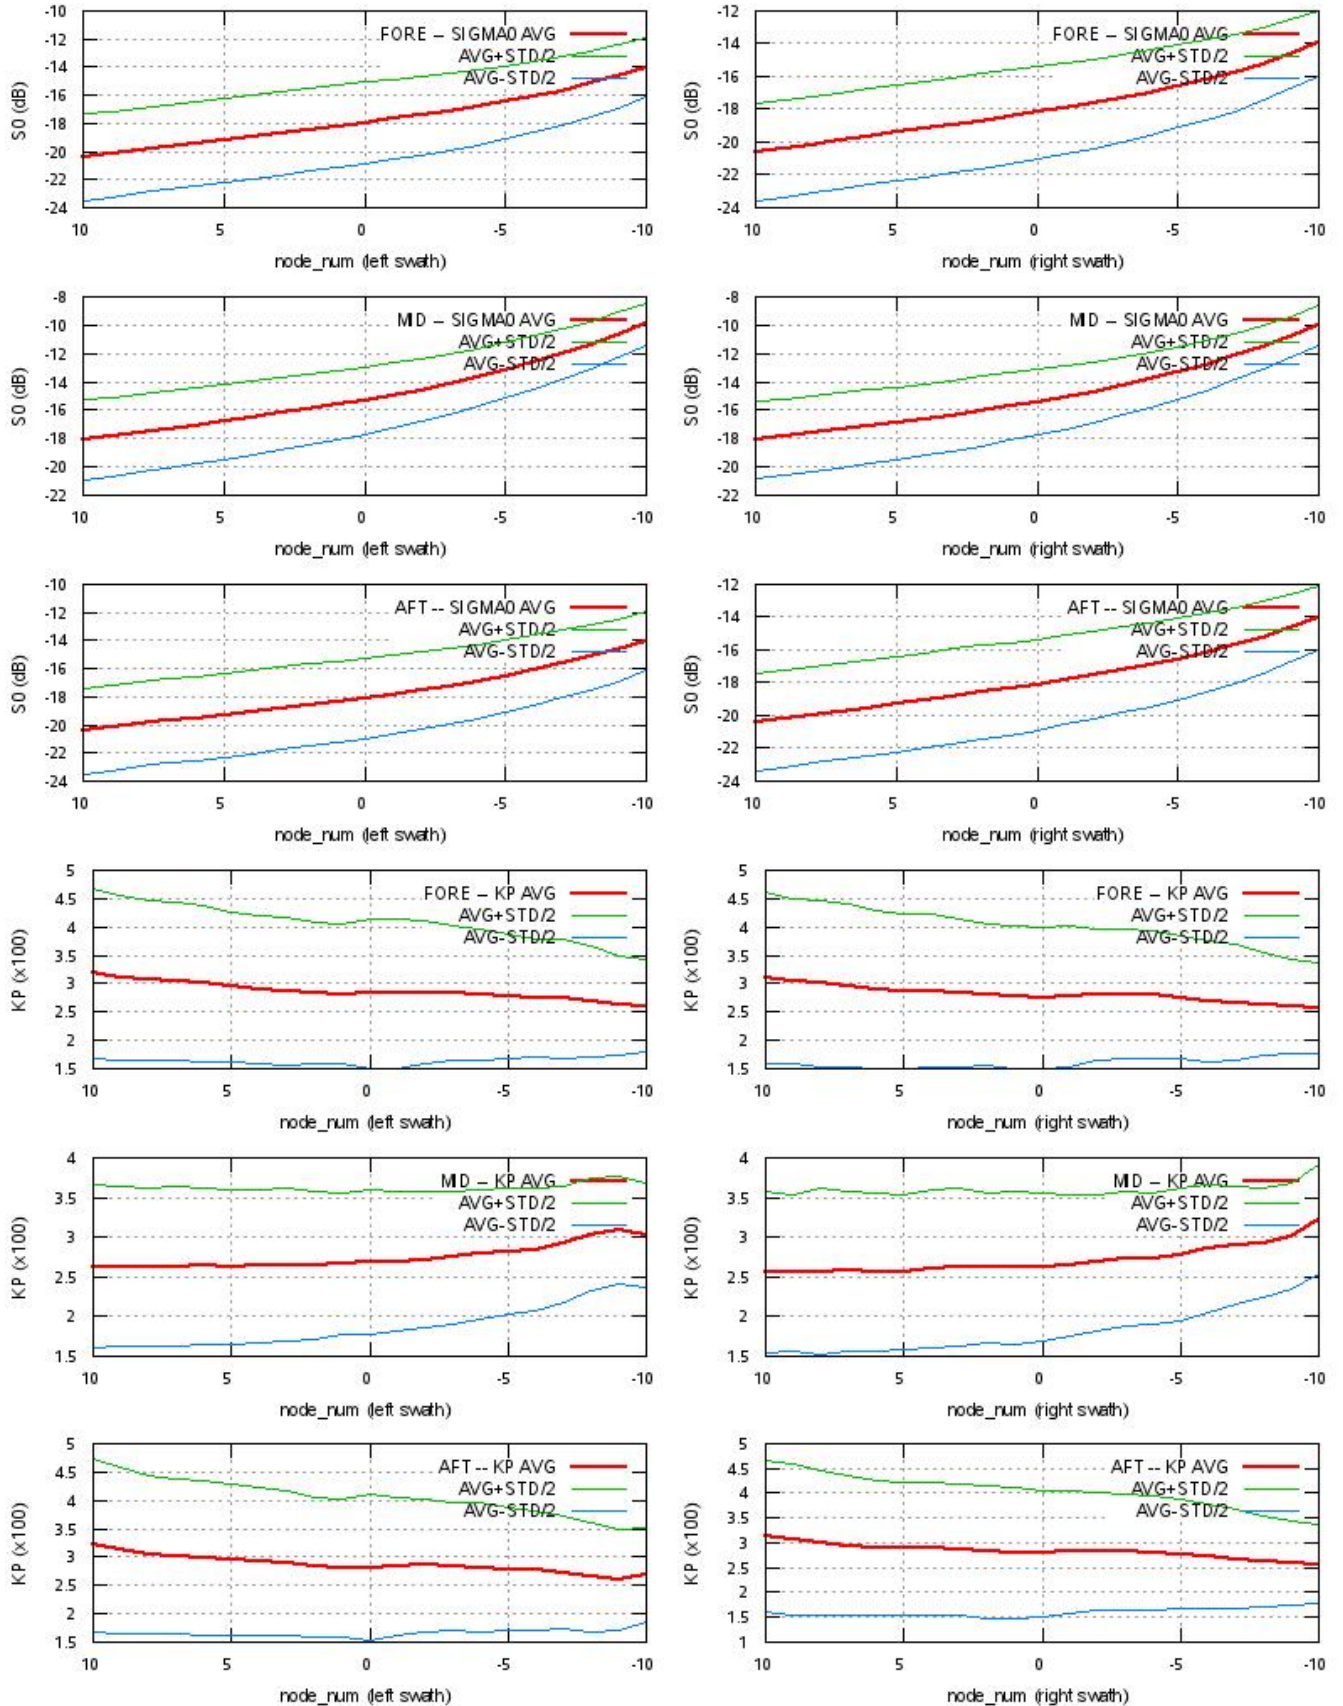 -10
-12
-14
-16
-18
-20
-22
-24
S0 (dB)
FORE – SIGMA0 AVG
AVG+STD/2
AVG-STD/2
10 5 0 -5 -10
node_num (left swath)
-12
-14
-16
-18
-20
-22
-24
S0 (dB)
FORE – SIGMA0 AVG
AVG+STD/2
AVG-STD/2
10 5 0 -5 -10
node_num (right swath)
-8
-10
-12
-14
-16
-18
-20
-22
S0 (dB)
MID – SIGMA0 AVG
AVG+STD/2
AVG-STD/2
10 5 0 -5 -10
node_num (left swath)
-8
-10
-12
-14
-16
-18
-20
-22
S0 (dB)
MID – SIGMA0 AVG
AVG+STD/2
AVG-STD/2
10 5 0 -5 -10
node_num (right swath)
-10
-12
-14
-16
-18
-20
-22
-24
S0 (dB)
AFT -- SIGMA0 AVG
AVG+STD/2
AVG-STD/2
10 5 0 -5 -10
node_num (left swath)
-12
-14
-16
-18
-20
-22
-24
S0 (dB)
AFT -- SIGMA0 AVG
AVG+STD/2
AVG-STD/2
10 5 0 -5 -10
node_num (right swath)
5
4.5
4
3.5
3
2.5
2
1.5
KP (x100)
FORE – KP AVG
AVG+STD/2
AVG-STD/2
10 5 0 -5 -10
node_num (left swath)
5
4.5
4
3.5
3
2.5
2
1.5
KP (x100)
FORE – KP AVG
AVG+STD/2
AVG-STD/2
10 5 0 -5 -10
node_num (right swath)
4
3.5
3
2.5
2
1.5
KP (x100)
MID – KP AVG
AVG+STD/2
AVG-STD/2
10 5 0 -5 -10
node_num (left swath)
4
3.5
3
2.5
2
1.5
KP (x100)
MID – KP AVG
AVG+STD/2
AVG-STD/2
10 5 0 -5 -10
node_num (right swath)
5
4.5
4
3.5
3
2.5
2
1.5
KP (x100)
AFT -- KP AVG
AVG+STD/2
AVG-STD/2
10 5 0 -5 -10
node_num (left swath)
5
4.5
4
3.5
3
2.5
2
1.5
1
KP (x100)
AFT -- KP AVG
AVG+STD/2
AVG-STD/2
10 5 0 -5 -10
node_num (right swath)